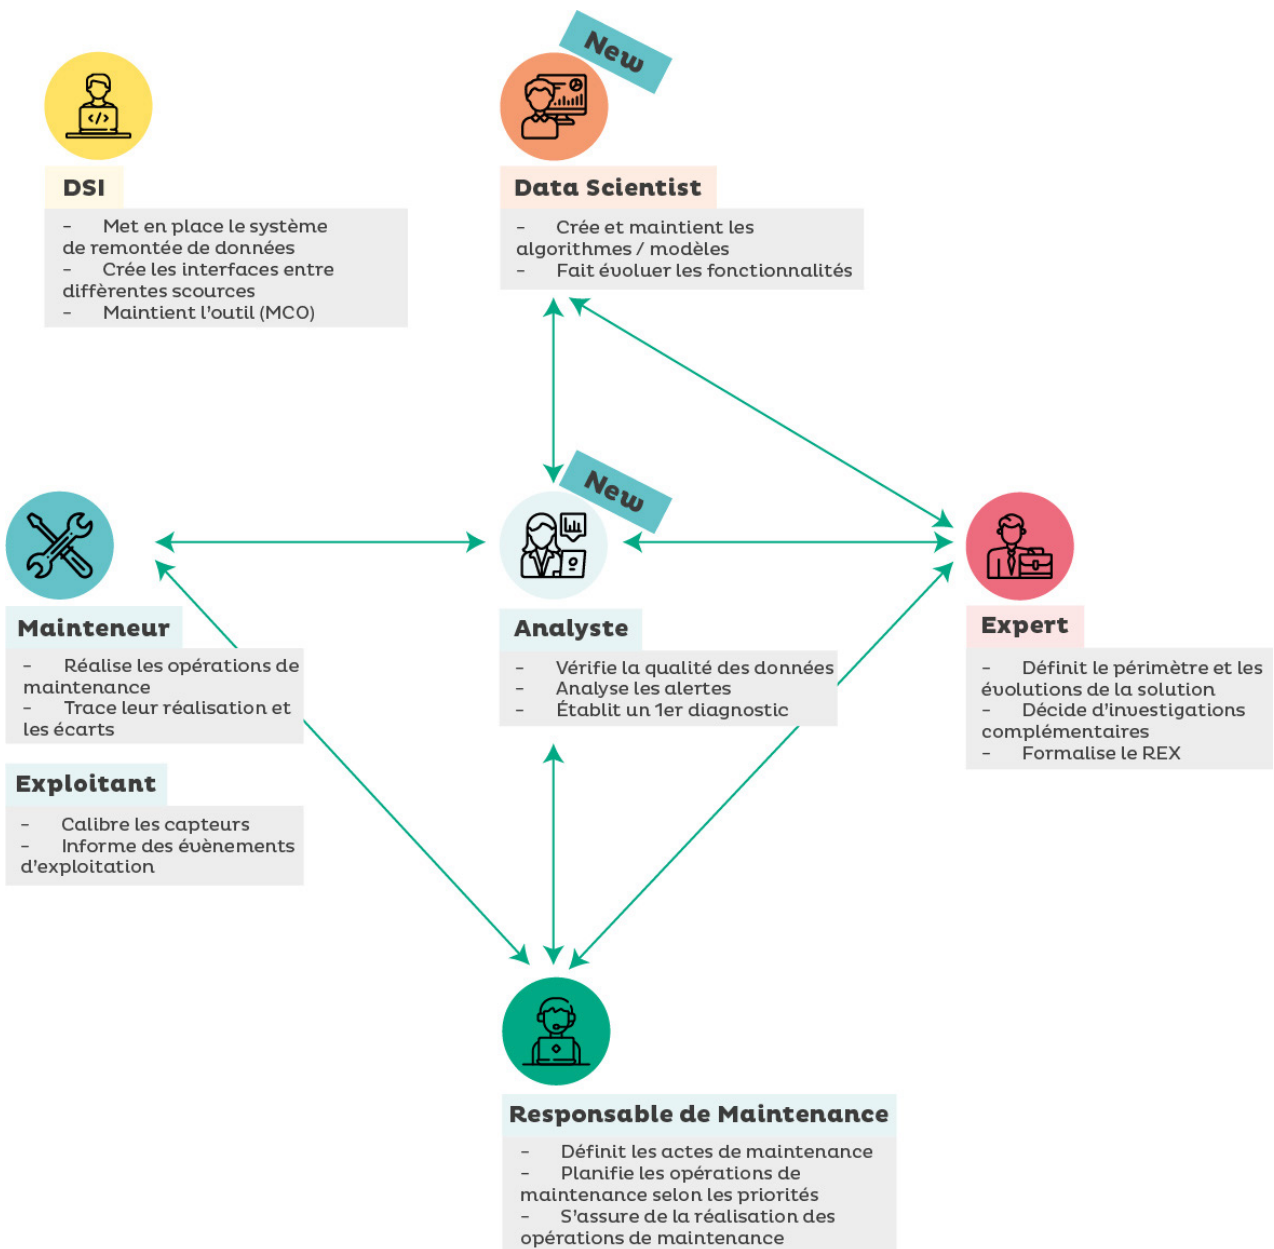 New
DSI
- Met en place le système
de remontée de données
- Crée les interfaces entre
diffèrentes scources
- Maintient l'outil (MCO)
Data Scientist
- Crée et maintient les
algorithmes / modèles
- Fait évoluer les fonctionnalités
New
Mainteneur
- Réalise les opérations de
maintenance
- Trace leur réalisation et
les écarts
Exploitant
- Calibre les capteurs
- Informe des évènements
d'exploitation
Analyste
- Vérifie la qualité des données
- Analyse les alertes
- Établit un 1er diagnostic
Expert
- Définit le périmètre et les
évolutions de la solution
- Décide d'investigations
complémentaires
- Formalise le REX
Responsable de Maintenance
- Définit les actes de maintenance
- Planifie les opérations de
maintenance selon les priorités
- S'assure de la réalisation des
opérations de maintenance